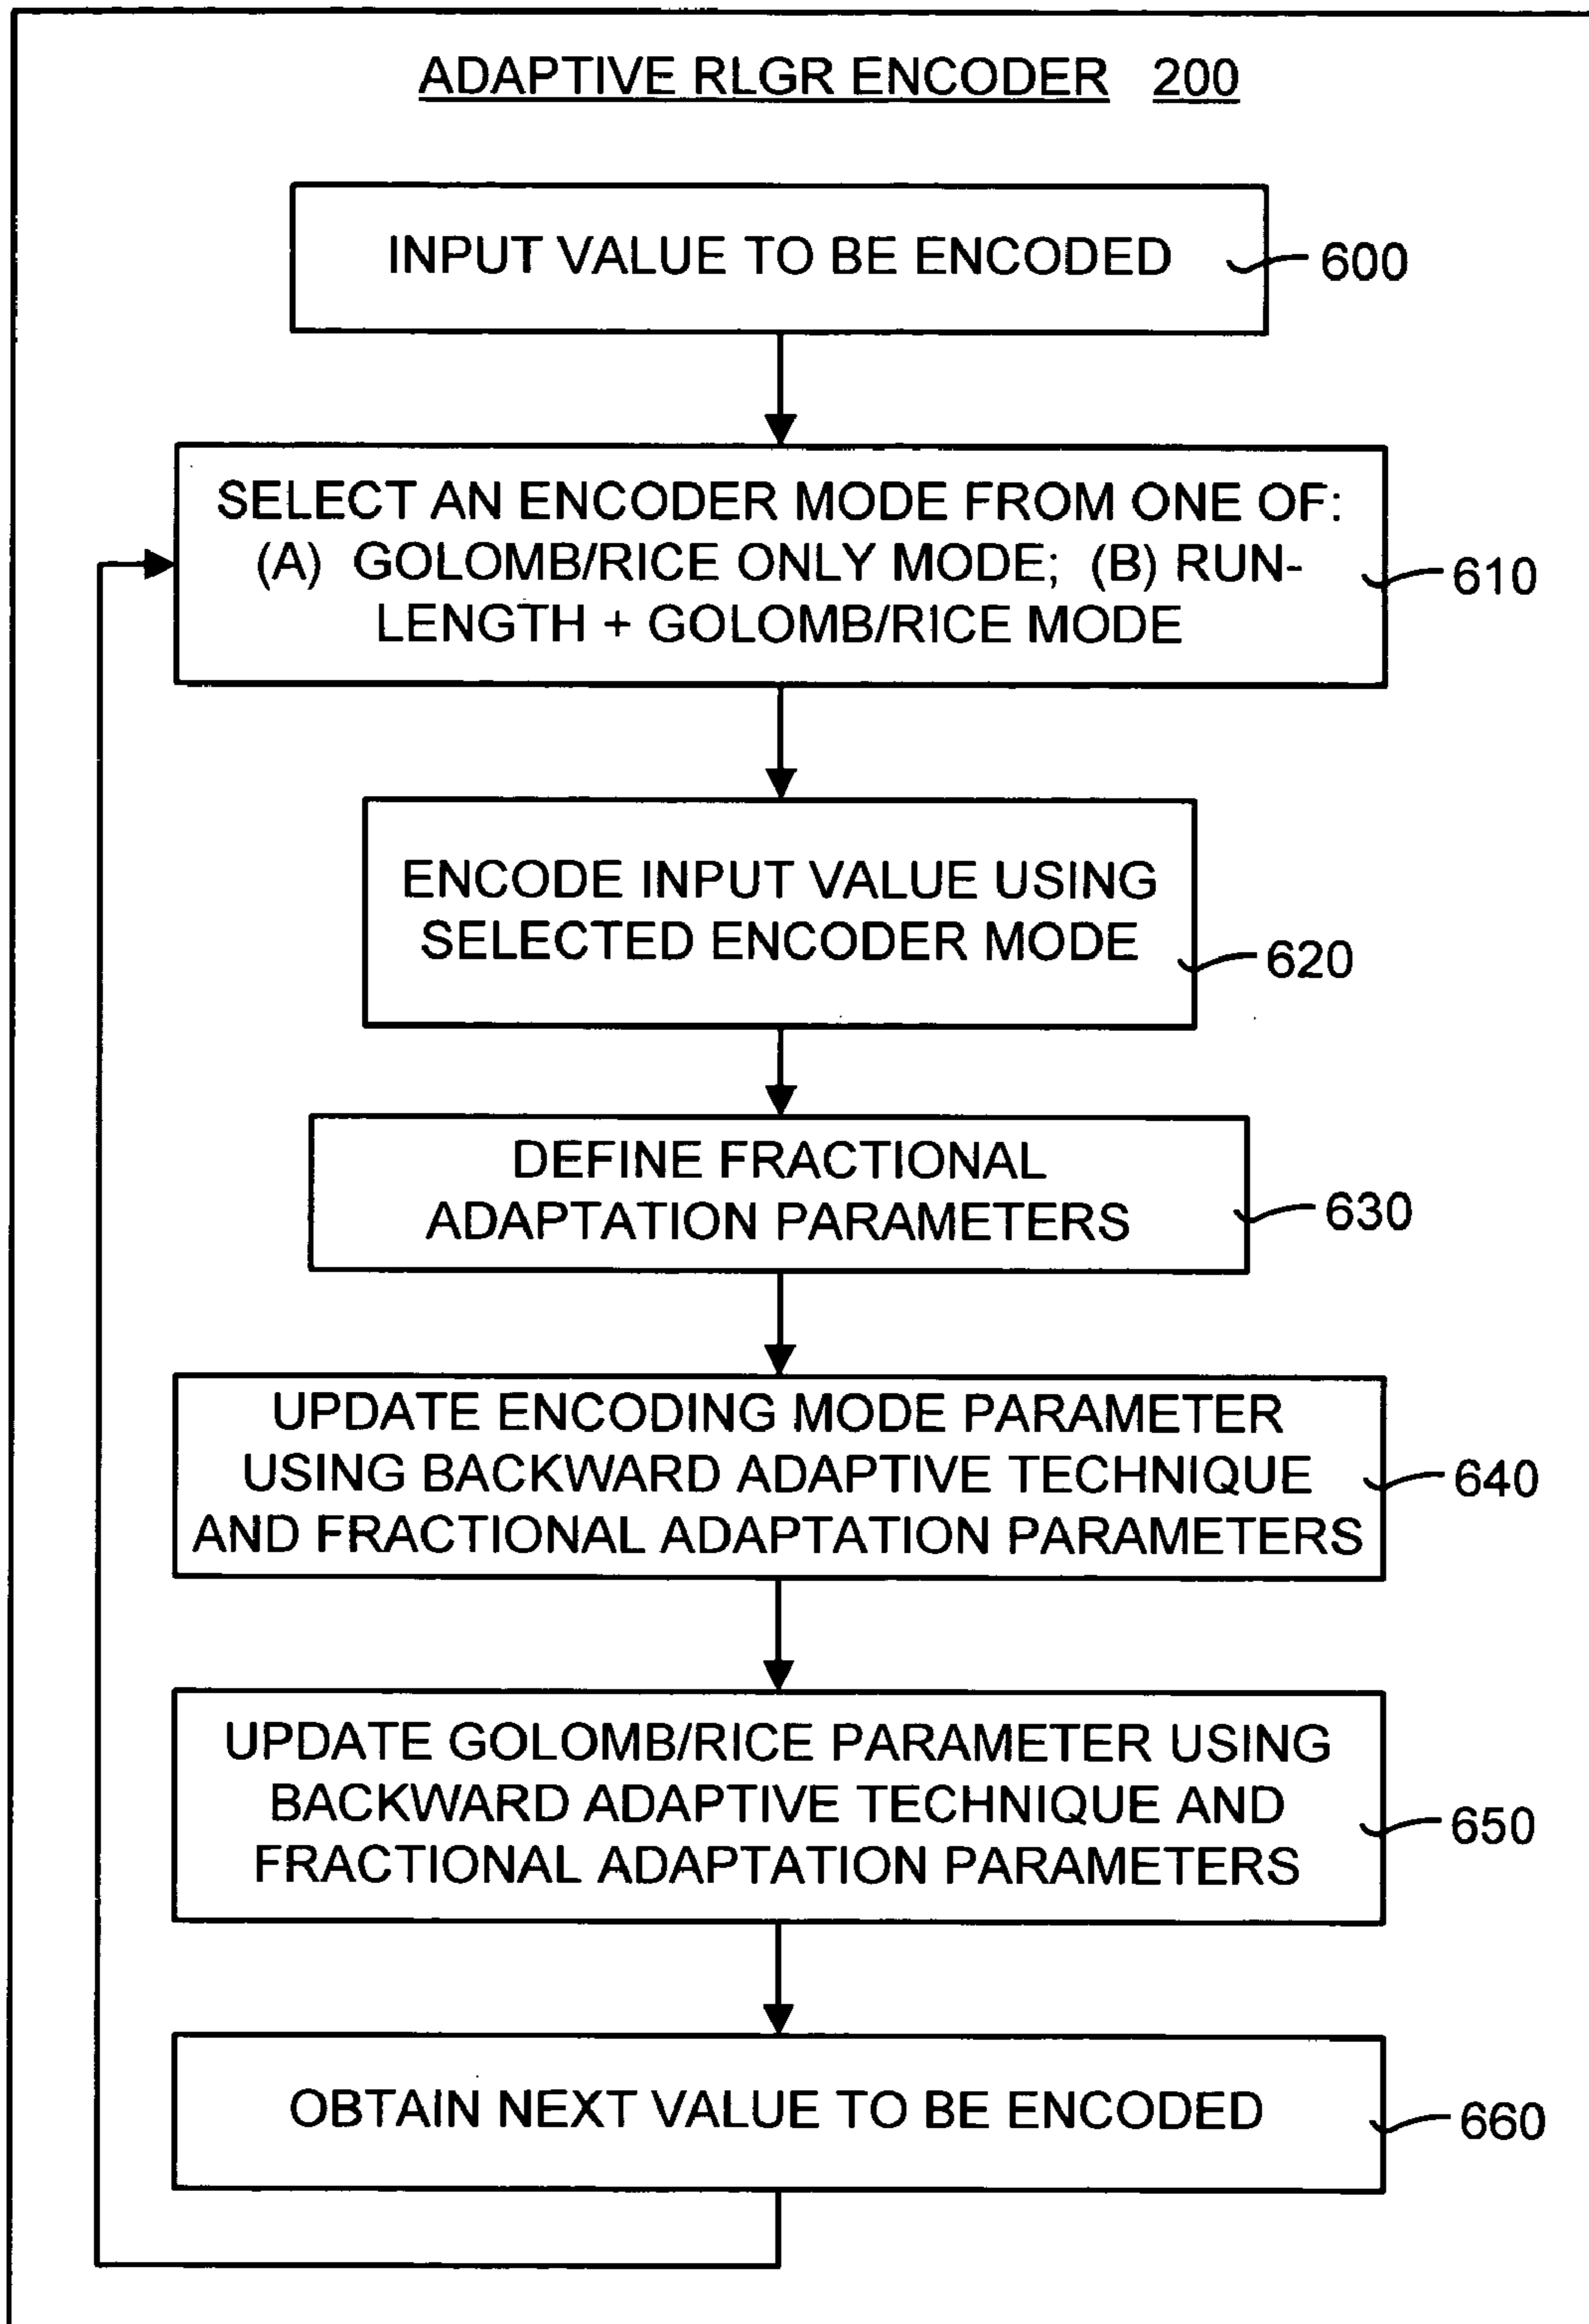 ADAPTIVE RLGR ENCODER 200
INPUT VALUE TO BE ENCODED
600
SELECT AN ENCODER MODE FROM ONE OF:
(A) GOLOMB/RICE ONLY MODE; (B) RUN-
LENGTH + GOLOMB/RICE MODE
610
ENCODE INPUT VALUE USING
SELECTED ENCODER MODE
620
DEFINE FRACTIONAL
ADAPTATION PARAMETERS
630
UPDATE ENCODING MODE PARAMETER
USING BACKWARD ADAPTIVE TECHNIQUE
AND FRACTIONAL ADAPTATION PARAMETERS
640
UPDATE GOLOMB/RICE PARAMETER USING
BACKWARD ADAPTIVE TECHNIQUE AND
FRACTIONAL ADAPTATION PARAMETERS
650
OBTAIN NEXT VALUE TO BE ENCODED
660